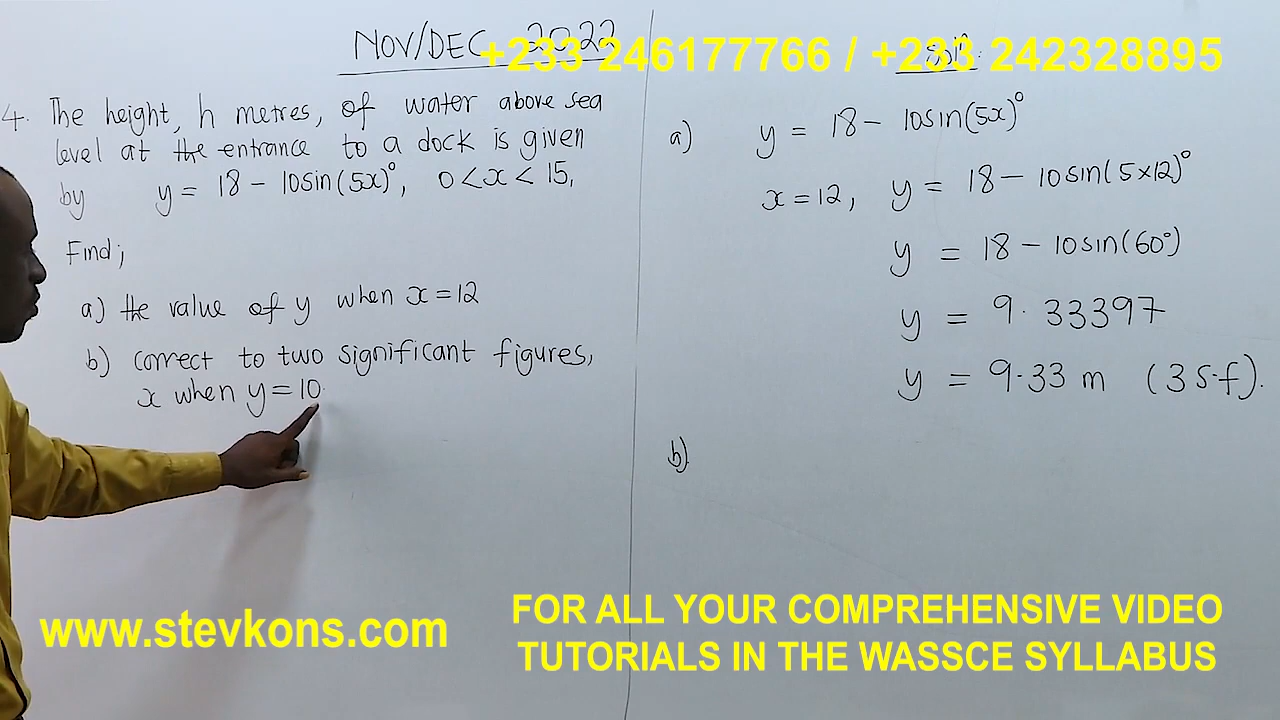 NOV/DEC 2022
+233 246177766 / +233 242328895
4. The height, h metres, of water above sea
level at the entrance to a dock is given
by y = 18 - 10sin(5x)°, 0 < x < 15,
Find;
a) the value of y when x = 12
b) correct to two significant figures,
x when y = 10.
soln.
a) y = 18 - 10sin(5x)°
x = 12, y = 18 - 10sin(5×12)°
y = 18 - 10sin(60°)
y = 9.33397
y = 9.33 m (3 s.f).
b)
www.stevkons.com
FOR ALL YOUR COMPREHENSIVE VIDEO
TUTORIALS IN THE WASSCE SYLLABUS